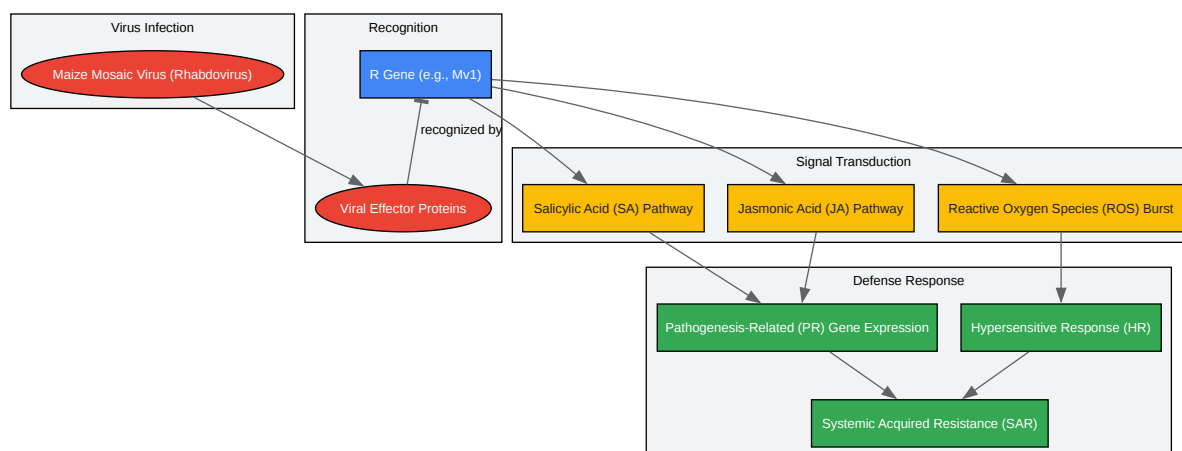 Virus Infection
Recognition
Maize Mosaic Virus (Rhabdovirus)
R Gene (e.g., Mv1)
recognized by
Signal Transduction
Viral Effector Proteins
Salicylic Acid (SA) Pathway
Jasmonic Acid (JA) Pathway
Reactive Oxygen Species (ROS) Burst
Defense Response
Pathogenesis-Related (PR) Gene Expression
Hypersensitive Response (HR)
Systemic Acquired Resistance (SAR)